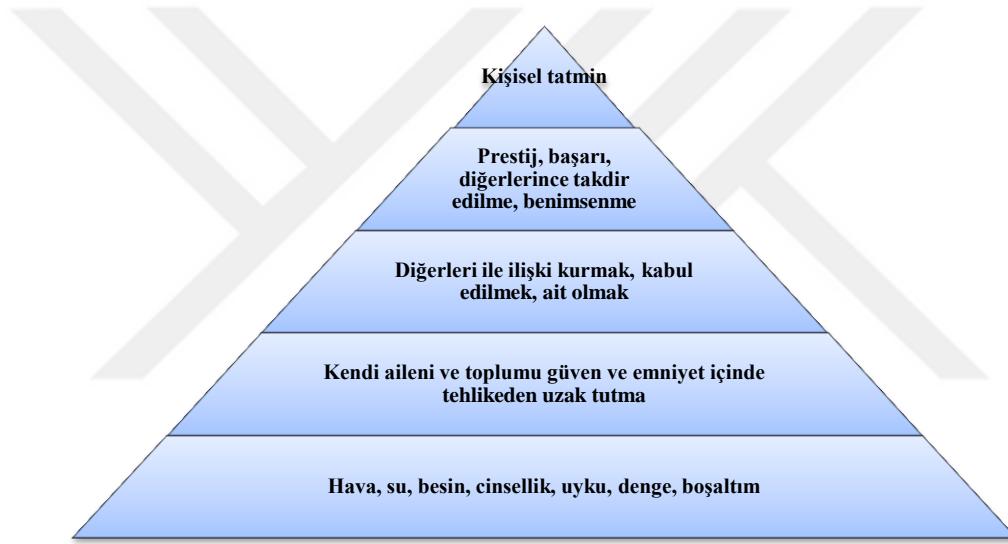 Kişisel tatmin
Prestij, başarı,
diğerlerince takdir
edilme, benimsenme
Diğerleri ile ilişki kurmak, kabul
edilmek, ait olmak
Kendi aileni ve toplumu güven ve emniyet içinde
tehlikeden uzak tutma
Hava, su, besin, cinsellik, uyku, denge, boşaltım